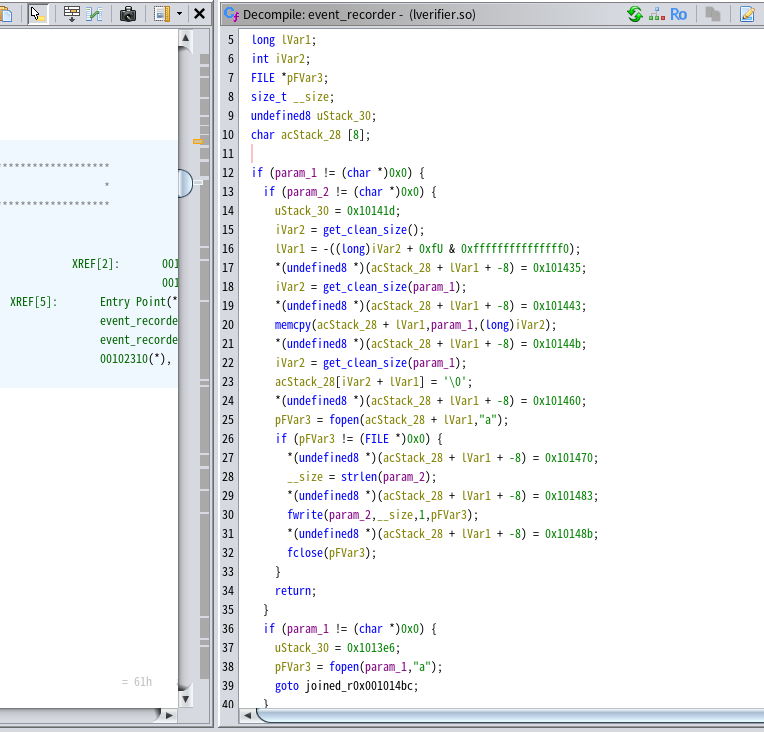 Decompile: event_recorder - (lverifier.so)
Ro
*******************
*
*******************
XREF[2]: 001
001
XREF[5]: Entry Point(*
event_recorde
event_recorde
00102310(*),
= 61h
5 long lVar1;
6 int iVar2;
7 FILE *pFVar3;
8 size_t __size;
9 undefined8 uStack_30;
10 char acStack_28 [8];
11
12 if (param_1 != (char *)0x0) {
13 if (param_2 != (char *)0x0) {
14 uStack_30 = 0x10141d;
15 iVar2 = get_clean_size();
16 lVar1 = -((long)iVar2 + 0xfU & 0xfffffffffffffff0);
17 *(undefined8 *)(acStack_28 + lVar1 + -8) = 0x101435;
18 iVar2 = get_clean_size(param_1);
19 *(undefined8 *)(acStack_28 + lVar1 + -8) = 0x101443;
20 memcpy(acStack_28 + lVar1,param_1,(long)iVar2);
21 *(undefined8 *)(acStack_28 + lVar1 + -8) = 0x10144b;
22 iVar2 = get_clean_size(param_1);
23 acStack_28[iVar2 + lVar1] = '\0';
24 *(undefined8 *)(acStack_28 + lVar1 + -8) = 0x101460;
25 pFVar3 = fopen(acStack_28 + lVar1,"a");
26 if (pFVar3 != (FILE *)0x0) {
27 *(undefined8 *)(acStack_28 + lVar1 + -8) = 0x101470;
28 __size = strlen(param_2);
29 *(undefined8 *)(acStack_28 + lVar1 + -8) = 0x101483;
30 fwrite(param_2,__size,1,pFVar3);
31 *(undefined8 *)(acStack_28 + lVar1 + -8) = 0x10148b;
32 fclose(pFVar3);
33 }
34 return;
35 }
36 if (param_1 != (char *)0x0) {
37 uStack_30 = 0x1013e6;
38 pFVar3 = fopen(param_1,"a");
39 goto joined_r0x001014bc;
40 }